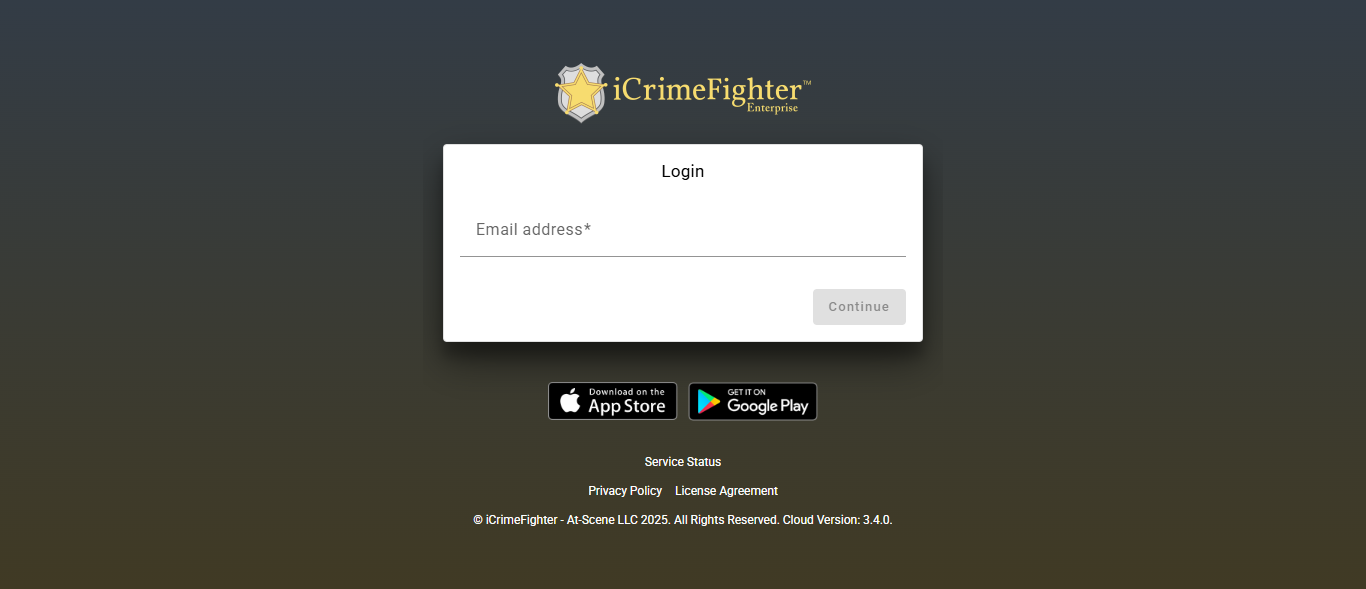 iCrimeFighter™
Enterprise
Login
Email address*
Continue
Download on the
App Store
GET IT ON
Google Play
Service Status
Privacy Policy License Agreement
© iCrimeFighter - At-Scene LLC 2025. All Rights Reserved. Cloud Version: 3.4.0.